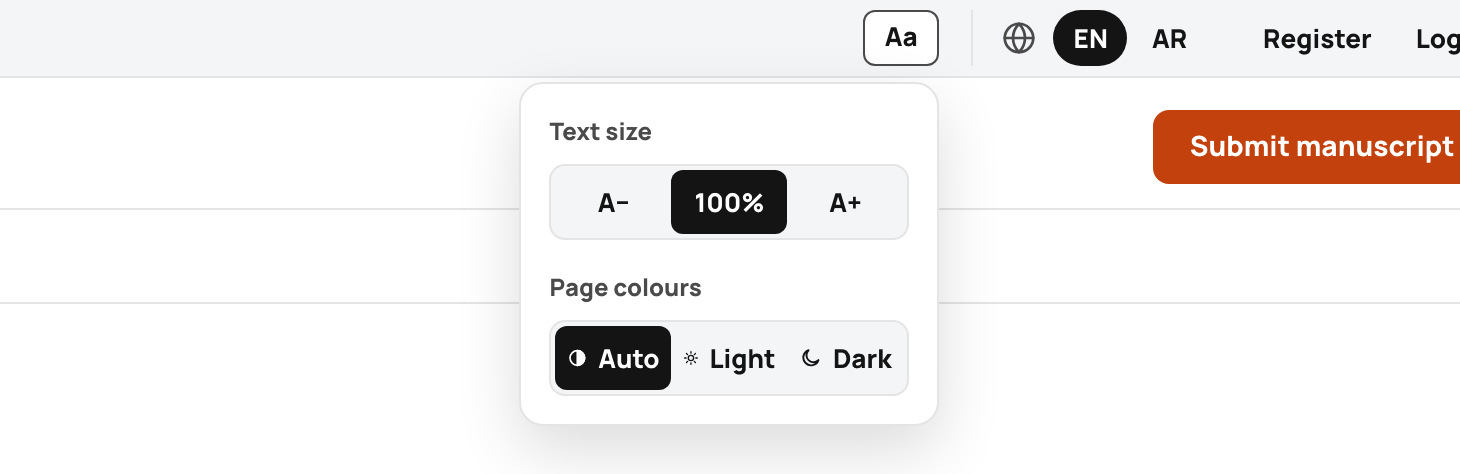 Aa EN AR Register Log
Submit manuscript
Text size
A− 100% A+
Page colours
Auto Light Dark